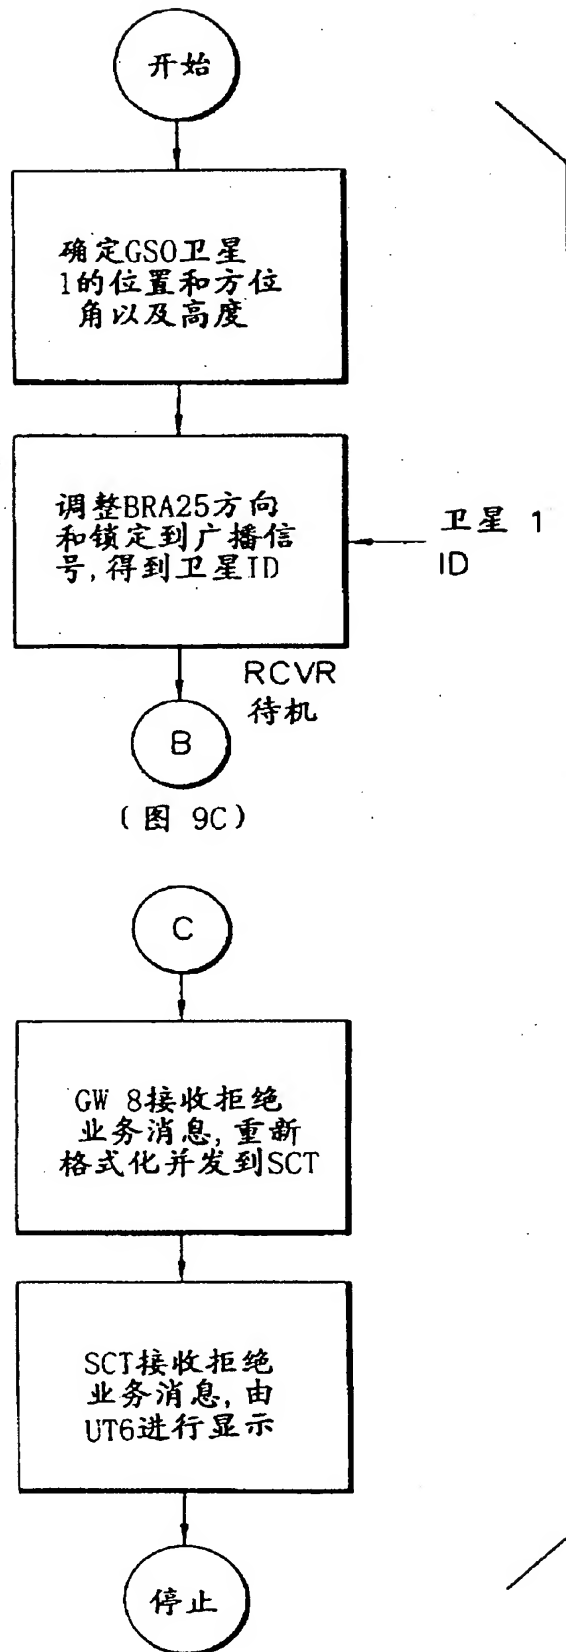 开始
确定GSO卫星
1的位置和方位
角以及高度
调整BRA25方向
和锁定到广播信
号,得到卫星ID
卫星 1
ID
RCVR
待机
B
(图 9C)
C
GW 8接收拒绝
业务消息,重新
格式化并发到SCT
SCT接收拒绝
业务消息,由
UT6进行显示
停止